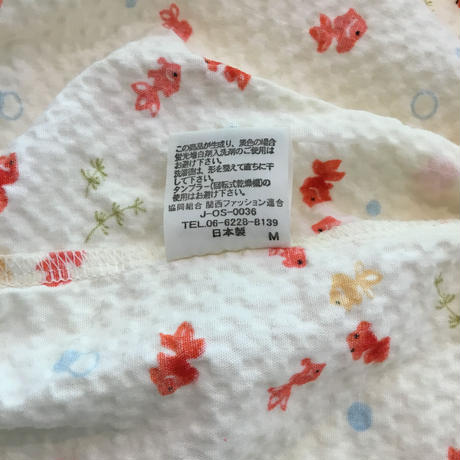 この商品が生成り、淡色の場合
蛍光増白剤入洗剤のご使用は
お避け下さい。
洗濯後は、形を整えて直ちに干
して下さい。
タンブラー(回転式乾燥機)の
使用はお避け下さい。
協同組合 関西ファッション連合
J-OS-0036
TEL.06-6228-8139
日本製 M